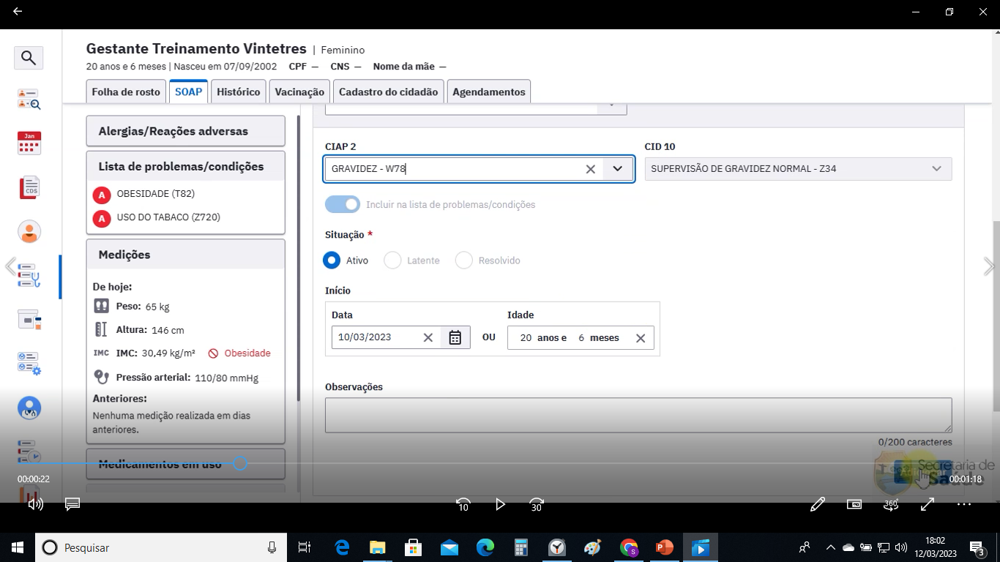 Gestante Treinamento Vintetres | Feminino
20 anos e 6 meses | Nasceu em 07/09/2002 CPF — CNS — Nome da mãe —
Folha de rosto SOAP Histórico Vacinação Cadastro do cidadão Agendamentos
Jan
CDS
Alergias/Reações adversas
Lista de problemas/condições
A OBESIDADE (T82)
A USO DO TABACO (Z720)
Medições
De hoje:
Peso: 65 kg
Altura: 146 cm
IMC IMC: 30,49 kg/m² Obesidade
Pressão arterial: 110/80 mmHg
Anteriores:
Nenhuma medição realizada em dias
anteriores.
Medicamentos em uso
CIAP 2 CID 10
GRAVIDEZ - W78 SUPERVISÃO DE GRAVIDEZ NORMAL - Z34
Incluir na lista de problemas/condições
Situação *
Ativo Latente Resolvido
Início
Data Idade
10/03/2023 OU 20 anos e 6 meses
Observações
0/200 caracteres
Adicionar
Secretaria de
Saúde
00:00:22 00:01:18
10 30 360°
Pesquisar
18:02
12/03/2023
3